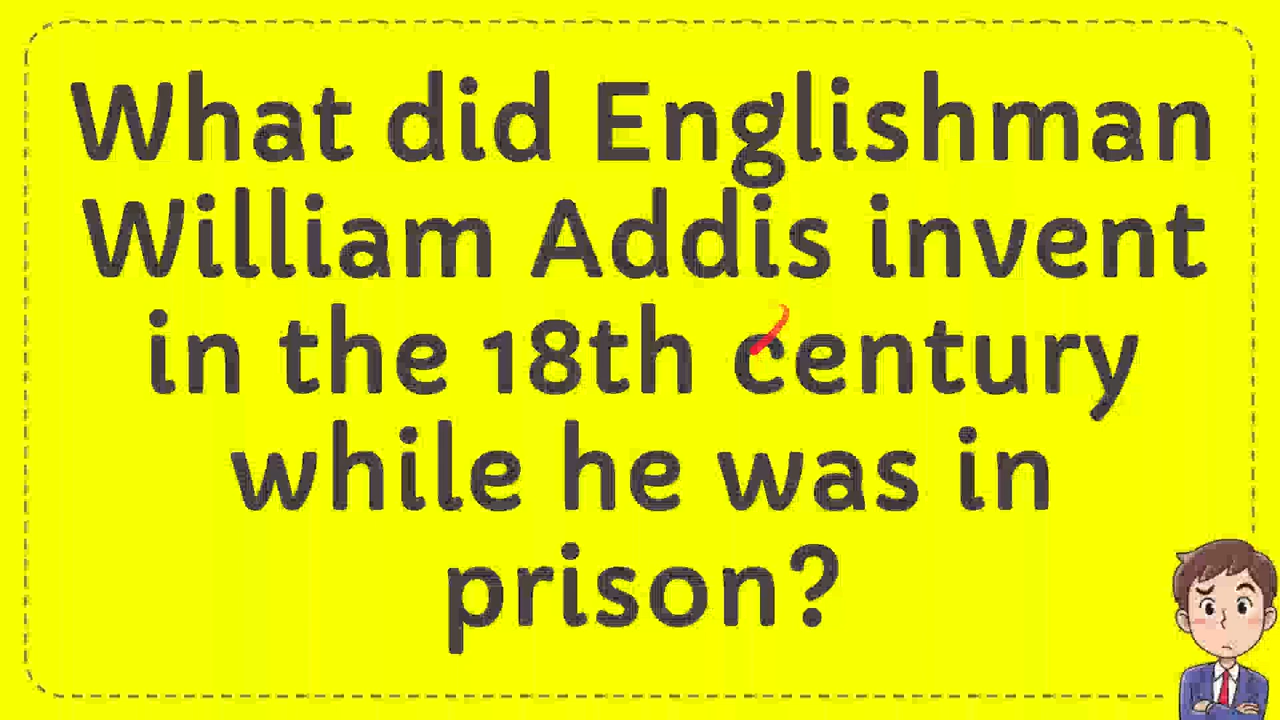 What did Englishman
William Addis invent
in the 18th century
while he was in
prison?